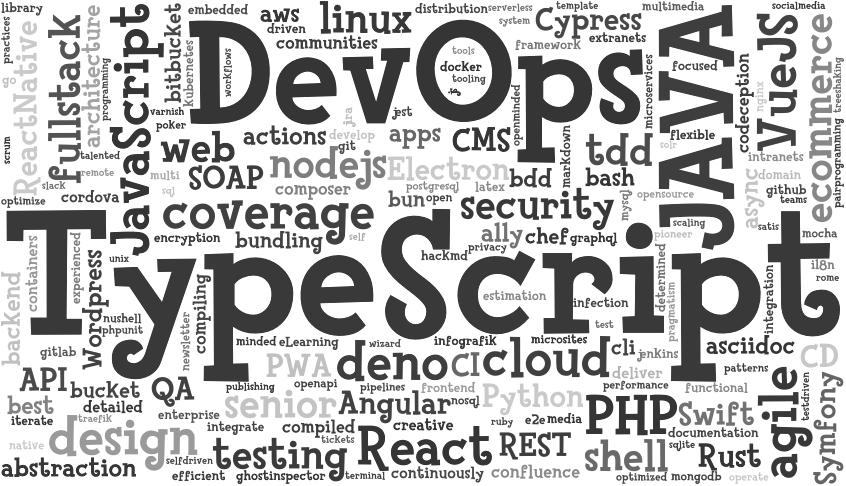 library
embedded
aws
linux
distribution
serverless
template
multimedia
socialmedia
practices
driven
system
Cypress
communities
extranets
ReactNative
fullstack
architecture
JavaScript
bitbucket
kubernetes
workflows
DevOps
tools
docker
tooling
framework
microservices
JAVA
focused
codeception
VueJS
ecommerce
treeshaking
go
programming
varnish
jest
openminded
nginx
poker
jira
scrum
talented
actions
develop
git
apps
CMS
markdown
tdd
flexible
solr
intranets
pairprogramming
web
remote
multi
nodejs
Electron
bdd
bash
domain
slack
sql
SOAP
composer
postgresql
latex
mysql
opensource
async
github
optimize
cordova
bun
open
security
teams
coverage
scaling
TypeScript
encryption
bundling
self
ally
chef
graphql
pioneer
satis
mocha
containers
experienced
unix
hacKmd
privacy
determined
i18n
backend
Wordpress
compiling
estimation
infection
pragmatism
integration
rome
nushell
phpunit
newsletter
test
gitlab
minded
eLearning
wizard
infografik
microsites
cli
jenkins
asciidoc
CD
PWA
deno
CI
cloud
API
bucket
QA
publishing
openapi
pipelines
frontend
deliver
patterns
performance
functional
testdriven
best
detailed
enterprise
senior
Angular
nosql
Python
PHP
Swift
agile
Symfony
iterate
traefik
integrate
compiled
creative
ruby
e2e
media
documentation
native
design
tickets
testing
React
REST
shell
sqlite
Rust
abstraction
selfdriven
efficient
ghostinspector
terminal
continuously
confluence
optimized
mongodb
operate